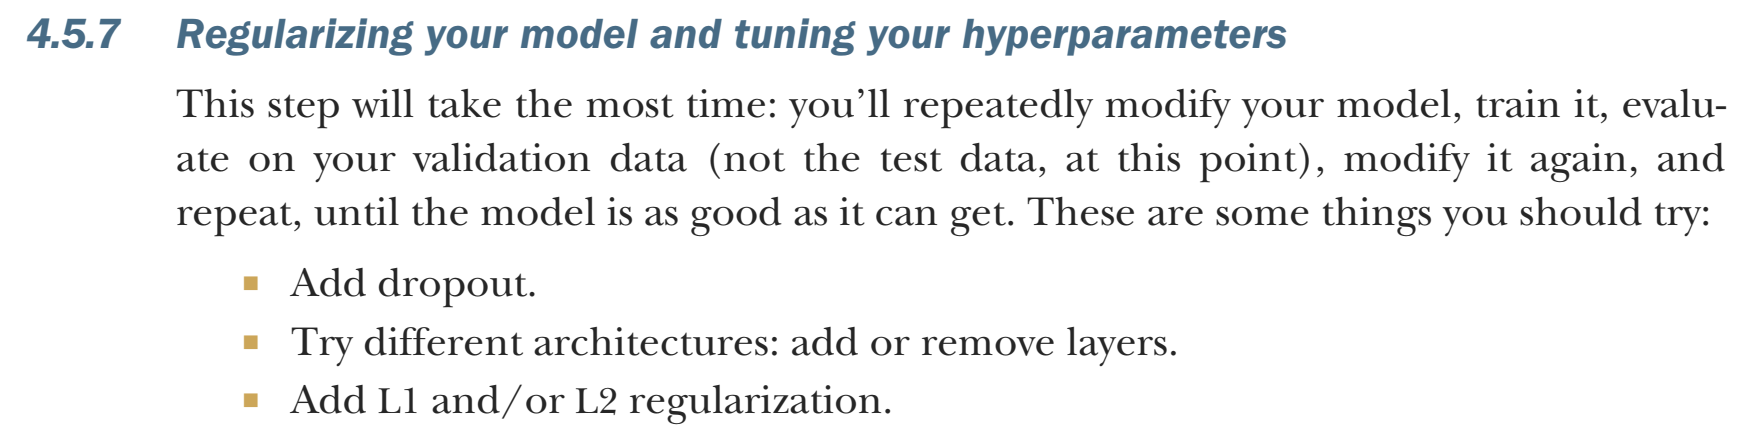 4.5.7 Regularizing your model and tuning your hyperparameters
This step will take the most time: you’ll repeatedly modify your model, train it, evalu-
ate on your validation data (not the test data, at this point), modify it again, and
repeat, until the model is as good as it can get. These are some things you should try:
▪ Add dropout.
▪ Try different architectures: add or remove layers.
▪ Add L1 and/or L2 regularization.